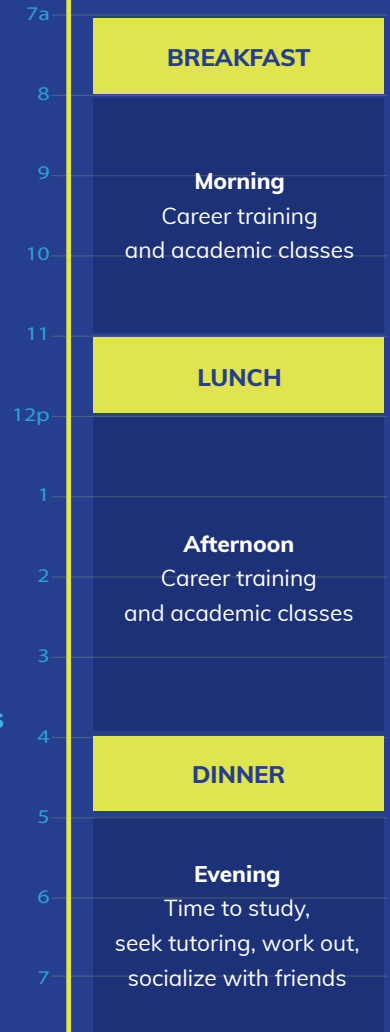 7a
BREAKFAST
8
9
Morning
Career training
10
and academic classes
11
LUNCH
12p
1
Afternoon
2
Career training
and academic classes
3
s
4
DINNER
5
Evening
6
Time to study,
seek tutoring, work out,
7
socialize with friends